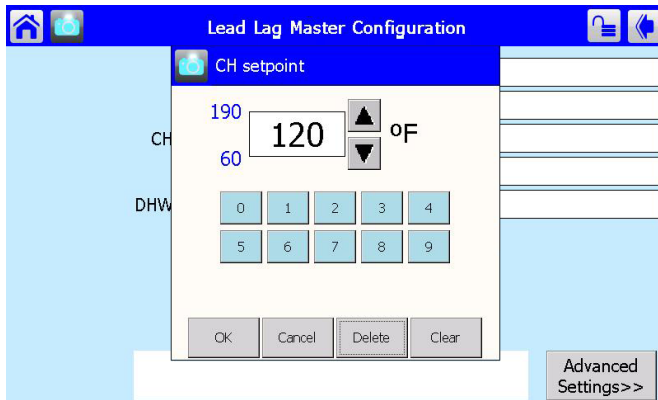 Lead Lag Master Configuration
CH setpoint
190
120
ºF
60
CH
DHW
0 1 2 3 4
5 6 7 8 9
OK Cancel Delete Clear
Advanced
Settings>>